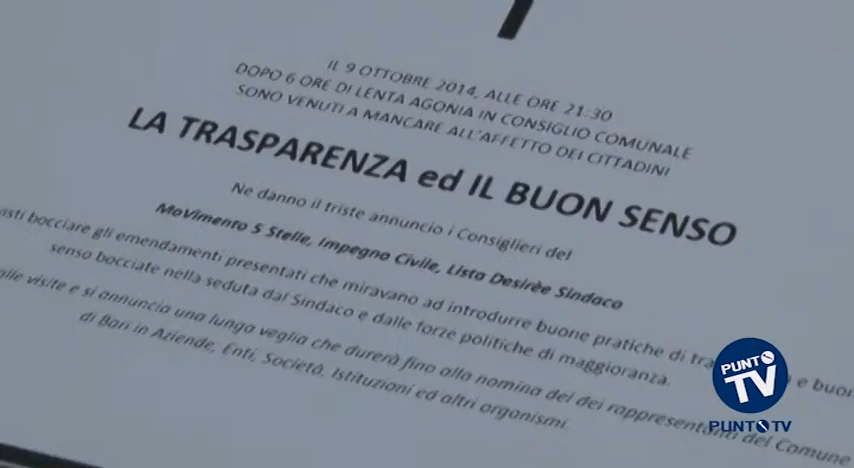 IL 9 OTTOBRE 2014, ALLE ORE 21:30
DOPO 6 ORE DI LENTA AGONIA IN CONSIGLIO COMUNALE
SONO VENUTI A MANCARE ALL'AFFETTO DEI CITTADINI
LA TRASPARENZA ed IL BUON SENSO
Ne danno il triste annuncio i Consiglieri del
MoVimento 5 Stelle, Impegno Civile, Lista Desirèe Sindaco
bocciare gli emendamenti presentati che miravano ad introdurre buone pratiche di e
senso bocciate nella seduta dal Sindaco e dalle forze politiche di maggioranza.
visite e si annuncia una lunga veglia che durerà fino alla nomina dei dei rappresentanti del Comune
di Bari in Aziende, Enti, Società, Istituzioni ed altri organismi.
PUNTO
TV
PUNTO TV